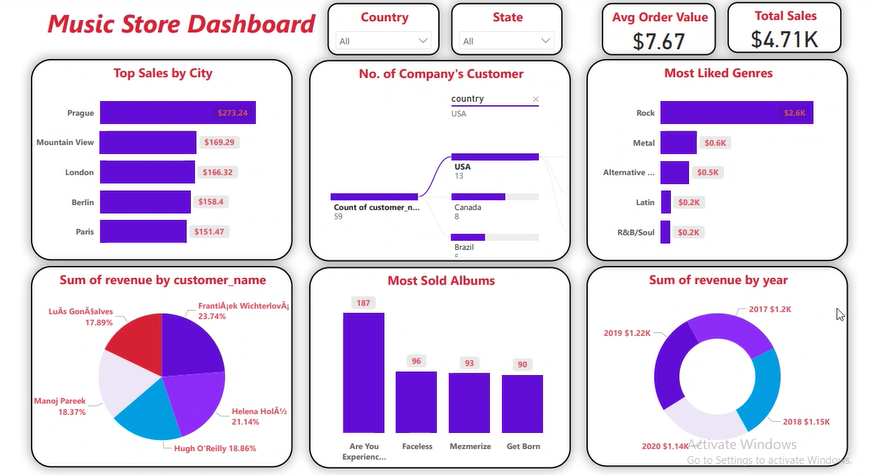 Music Store Dashboard
Country
All
State
All
Avg Order Value
$7.67
Total Sales
$4.71K
Top Sales by City
Prague
$273.24
Mountain View
$169.29
London
$166.32
Berlin
$158.4
Paris
$151.47
No. of Company's Customer
country
USA
USA
13
Count of customer_n...
59
Canada
8
Brazil
Most Liked Genres
Rock
$2.6K
Metal
$0.6K
Alternative ...
$0.5K
Latin
$0.2K
R&B/Soul
$0.2K
Sum of revenue by customer_name
LuÃs GonÃ§alves
17.89%
FrantiÅ¡ek WichterlovÃ¡
23.74%
Manoj Pareek
18.37%
Helena HolÃ½
21.14%
Hugh O'Reilly 18.86%
Most Sold Albums
187
96
93
90
Are You
Experienc...
Faceless
Mezmerize
Get Born
Sum of revenue by year
2017 $1.2K
2019 $1.22K
2018 $1.15K
2020 $1.14K
Activate Windows
Go to Settings to activate Windows.